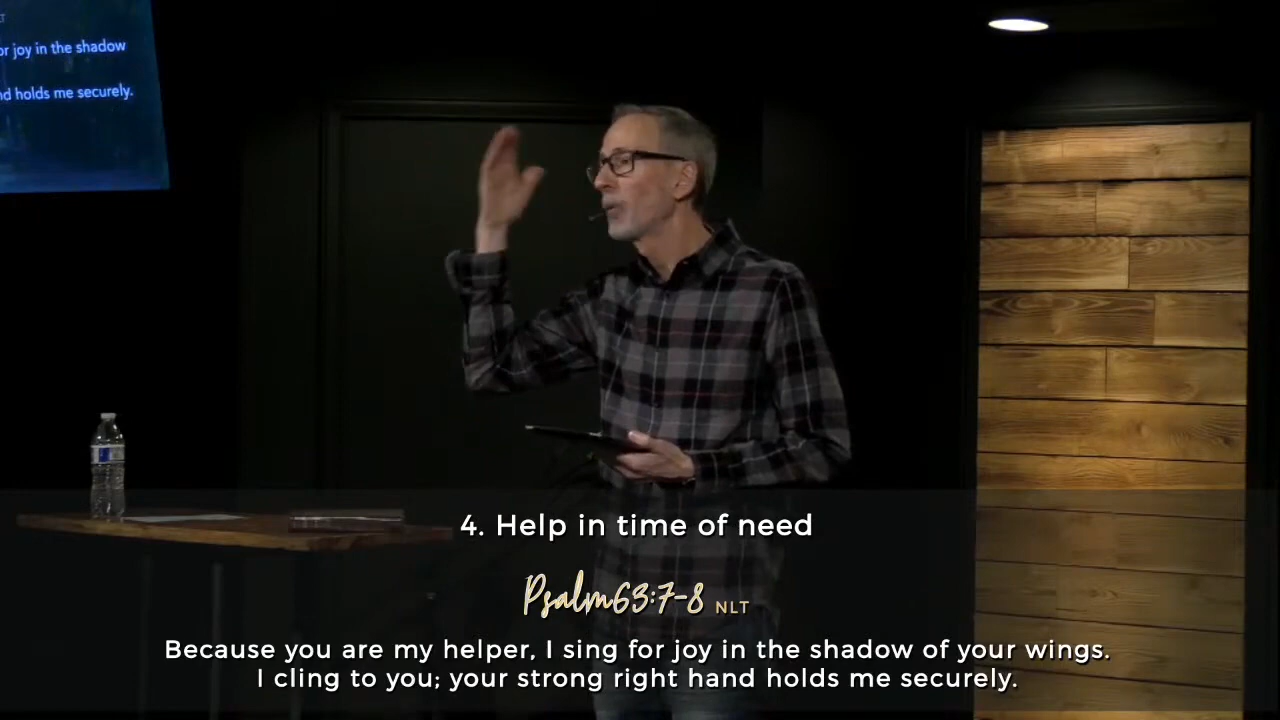 LT
or joy in the shadow
nd holds me securely.
4. Help in time of need
Psalm 63:7-8 NLT
Because you are my helper, I sing for joy in the shadow of your wings.
I cling to you; your strong right hand holds me securely.